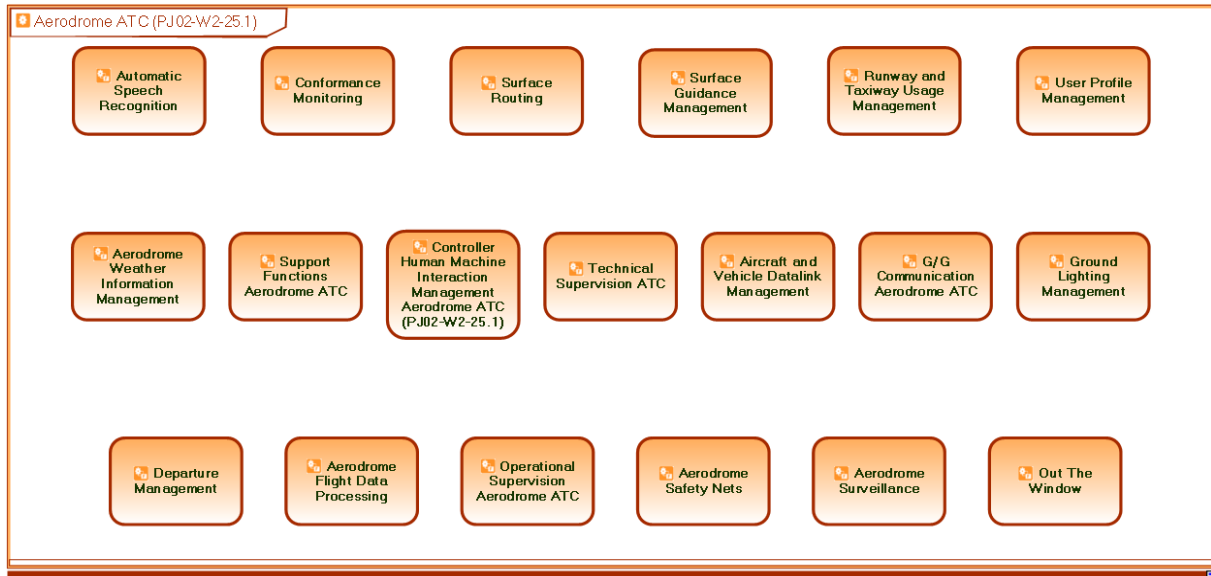 Aerodrome ATC (PJ02-W2-25.1)
Automatic
Speech
Recognition
Conformance
Monitoring
Surface
Routing
Surface
Guidance
Management
Runway and
Taxiway Usage
Management
User Profile
Management
Aerodrome
Weather
Information
Management
Support
Functions
Aerodrome ATC
Controller
Human Machine
Interaction
Management
Aerodrome ATC
(PJ02-W2-25.1)
Technical
Supervision ATC
Aircraft and
Vehicle Datalink
Management
G/G
Communication
Aerodrome ATC
Ground
Lighting
Management
Departure
Management
Aerodrome
Flight Data
Processing
Operational
Supervision
Aerodrome ATC
Aerodrome
Safety Nets
Aerodrome
Surveillance
Out The
Window